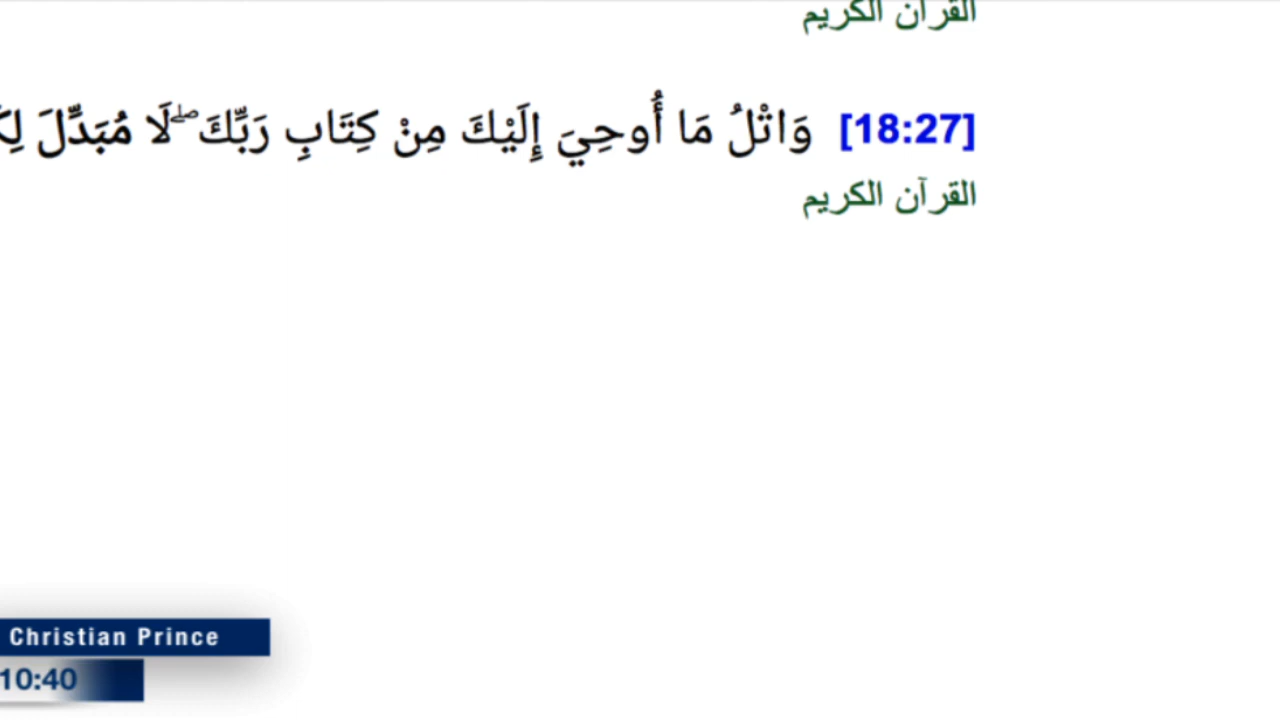 القرآن الكريم
[18:27] وَاتْلُ مَا أُوحِيَ إِلَيْكَ مِنْ كِتَابِ رَبِّكَ ۖ لَا مُبَدِّلَ
القرآن الكريم
Christian Prince
10:40